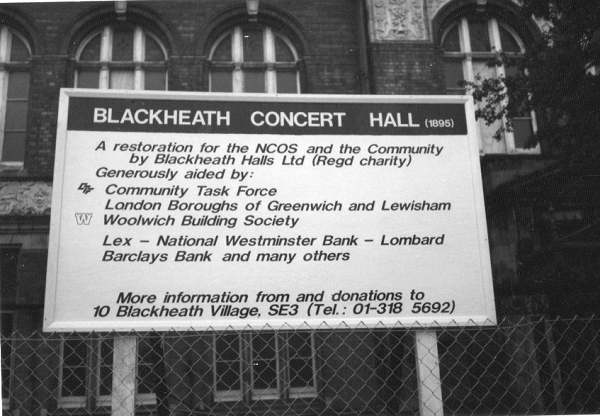 BLACKHEATH CONCERT HALL (1895)
A restoration for the NCOS and the Community
by Blackheath Halls Ltd (Regd charity)
Generously aided by:
Community Task Force
London Boroughs of Greenwich and Lewisham
W Woolwich Building Society
Lex – National Westminster Bank – Lombard
Barclays Bank and many others
More information from and donations to
10 Blackheath Village, SE3 (Tel.: 01-318 5692)